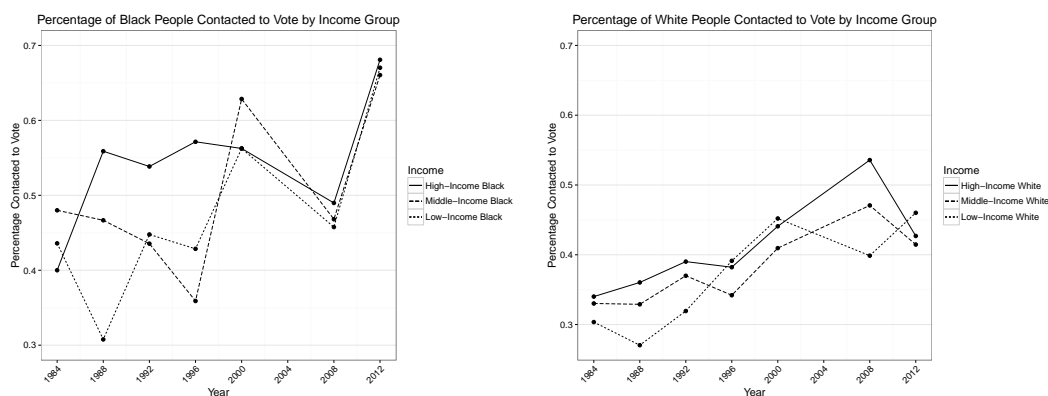 Percentage of Black People Contacted to Vote by Income Group
0.7
0.6
0.5
0.4
0.3
Percentage Contacted to Vote
1984
1988
1992
1996
2000
2004
2008
2012
Year
Income
High−Income Black
Middle−Income Black
Low−Income Black
Percentage of White People Contacted to Vote by Income Group
0.7
0.6
0.5
0.4
0.3
Percentage Contacted to Vote
1984
1988
1992
1996
2000
2004
2008
2012
Year
Income
High−Income White
Middle−Income White
Low−Income White